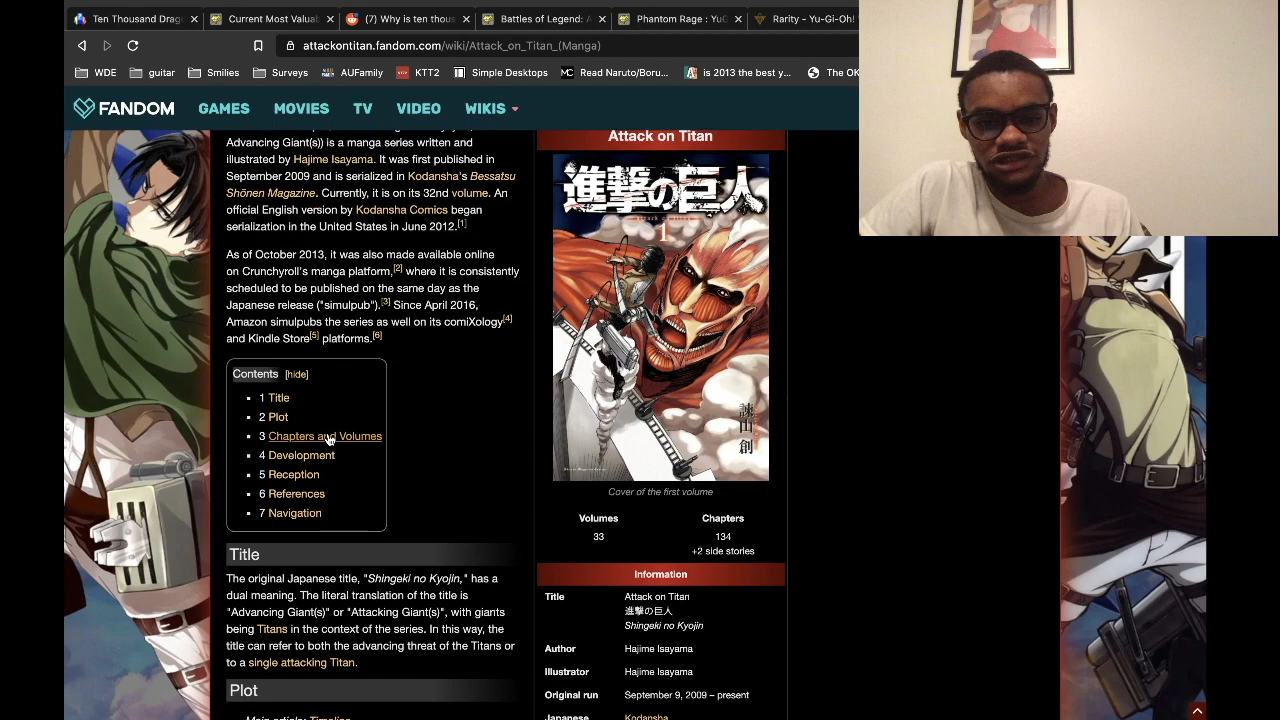 Ten Thousand Drag
Current Most Valuab
(7) Why is ten thous
Battles of Legend: A
Phantom Rage : YuG
Rarity - Yu-Gi-Oh!
attackontitan.fandom.com/wiki/Attack_on_Titan_(Manga)
WDE
guitar
Smilies
Surveys
AUFamily
KTT2
Simple Desktops
Read Naruto/Boru...
is 2013 the best y...
The OK
FANDOM
GAMES
MOVIES
TV
VIDEO
WIKIS
Advancing Giant(s)) is a manga series written and
illustrated by Hajime Isayama. It was first published in
September 2009 and is serialized in Kodansha's Bessatsu
Shōnen Magazine. Currently, it is on its 32nd volume. An
official English version by Kodansha Comics began
serialization in the United States in June 2012.[1]
As of October 2013, it was also made available online
on Crunchyroll's manga platform,[2] where it is consistently
scheduled to be published on the same day as the
Japanese release ("simulpub").[3] Since April 2016,
Amazon simulpubs the series as well on its comiXology[4]
and Kindle Store[5] platforms.[6]
Contents [hide]
1 Title
2 Plot
3 Chapters and Volumes
4 Development
5 Reception
6 References
7 Navigation
Title
The original Japanese title, "Shingeki no Kyojin," has a
dual meaning. The literal translation of the title is
"Advancing Giant(s)" or "Attacking Giant(s)", with giants
being Titans in the context of the series. In this way, the
title can refer to both the advancing threat of the Titans or
to a single attacking Titan.
Plot
Main article: Timeline
Attack on Titan
進撃の巨人
attack on titan
1
諫山創
Cover of the first volume
Volumes
33
Chapters
134
+2 side stories
Information
Title
Attack on Titan
進撃の巨人
Shingeki no Kyojin
Author
Hajime Isayama
Illustrator
Hajime Isayama
Original run
September 9, 2009 – present
Japanese
Kodansha